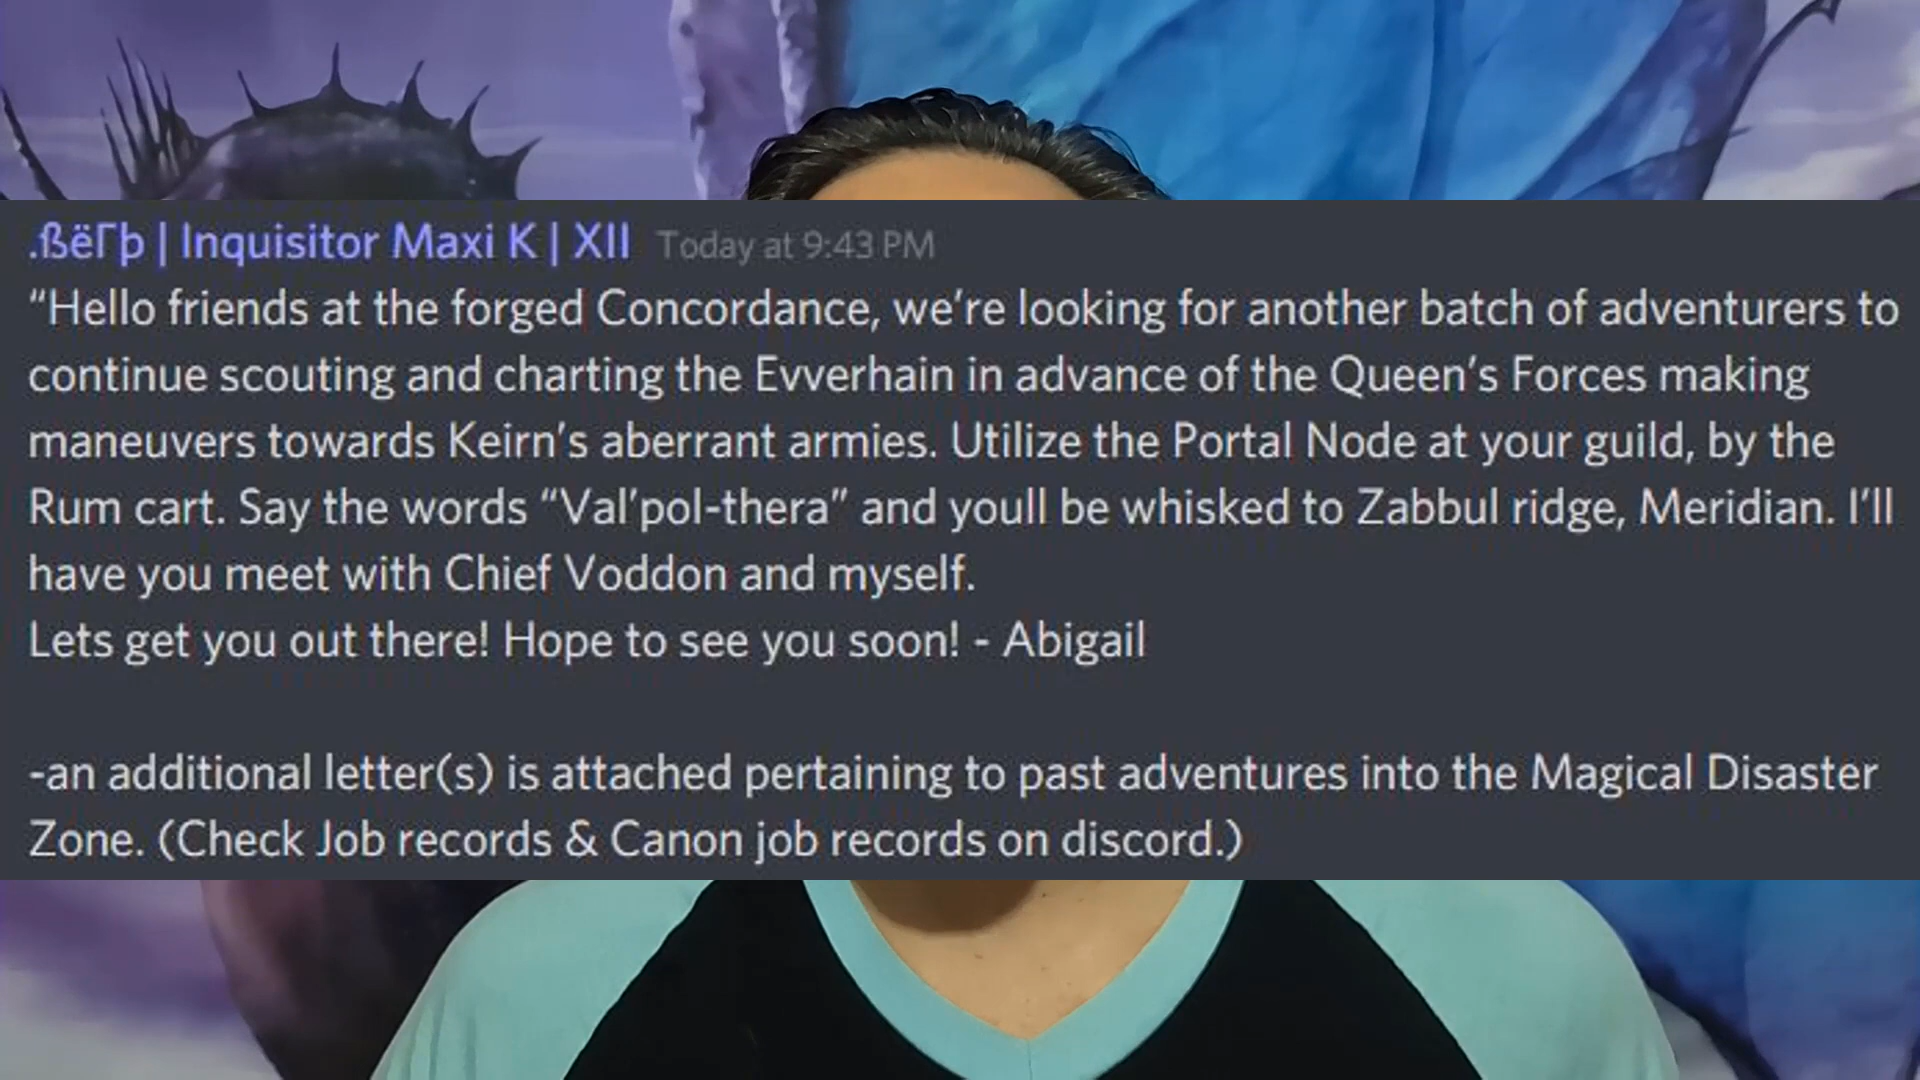 .ßëГþ | Inquisitor Maxi K | XII Today at 9:43 PM
“Hello friends at the forged Concordance, we’re looking for another batch of adventurers to
continue scouting and charting the Evverhain in advance of the Queen’s Forces making
maneuvers towards Keirn’s aberrant armies. Utilize the Portal Node at your guild, by the
Rum cart. Say the words “Val’pol-thera” and youll be whisked to Zabbul ridge, Meridian. I’ll
have you meet with Chief Voddon and myself.
Lets get you out there! Hope to see you soon! - Abigail
-an additional letter(s) is attached pertaining to past adventures into the Magical Disaster
Zone. (Check Job records & Canon job records on discord.)